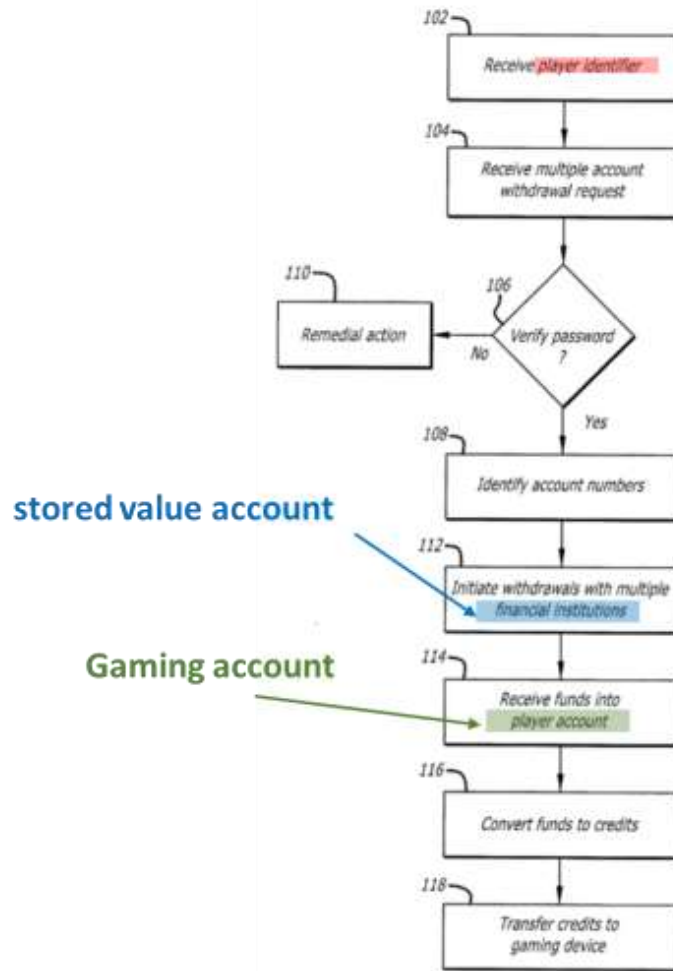 102
Receive player identifier
104
Receive multiple account
withdrawal request
110
Remedial action
106
Verify password
?
No
Yes
108
Identify account numbers
stored value account
112
Initiate withdrawals with multiple
financial institutions
Gaming account
114
Receive funds into
player account
116
Convert funds to credits
118
Transfer credits to
gaming device